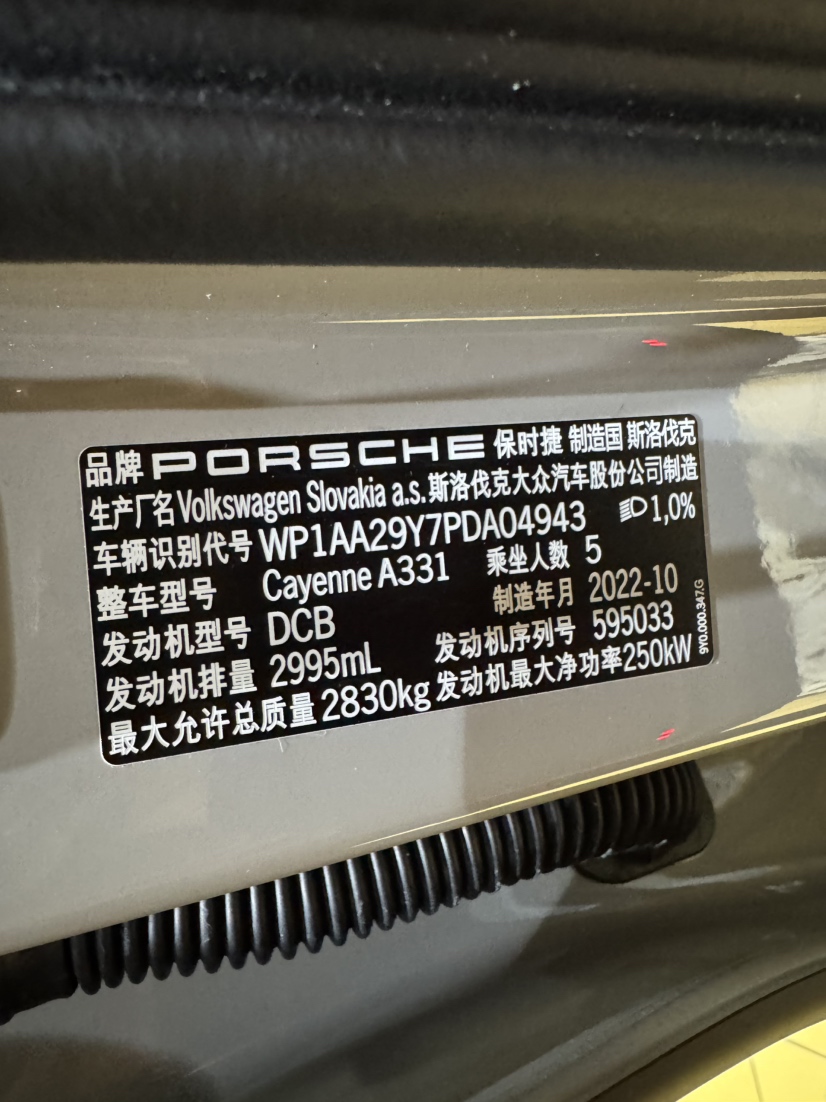 品牌 PORSCHE 保时捷 制造国 斯洛伐克
生产厂名 Volkswagen Slovakia a.s. 斯洛伐克大众汽车股份公司制造
车辆识别代号 WP1AA29Y7PDA04943 1,0%
整车型号 Cayenne A331 乘坐人数 5
发动机型号 DCB 制造年月 2022-10
发动机排量 2995mL 发动机序列号 595033
最大允许总质量 2830kg 发动机最大净功率 250kW
9Y0.000.347.G